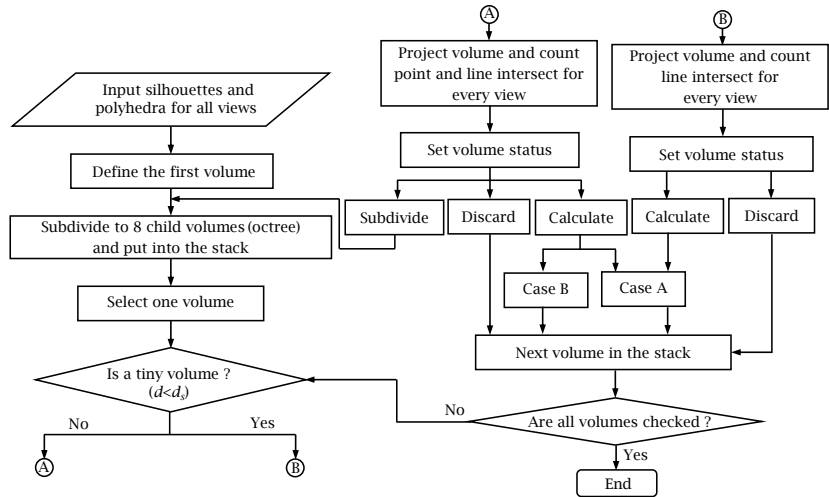 A
B
Input silhouettes and
polyhedra for all views
Project volume and count
point and line intersect for
every view
Project volume and count
line intersect for
every view
Define the first volume
Set volume status
Set volume status
Subdivide to 8 child volumes (octree)
and put into the stack
Subdivide
Discard
Calculate
Calculate
Discard
Select one volume
Case B
Case A
Is a tiny volume ?
(d<ds)
Next volume in the stack
No
Yes
A
B
No
Are all volumes checked ?
Yes
End